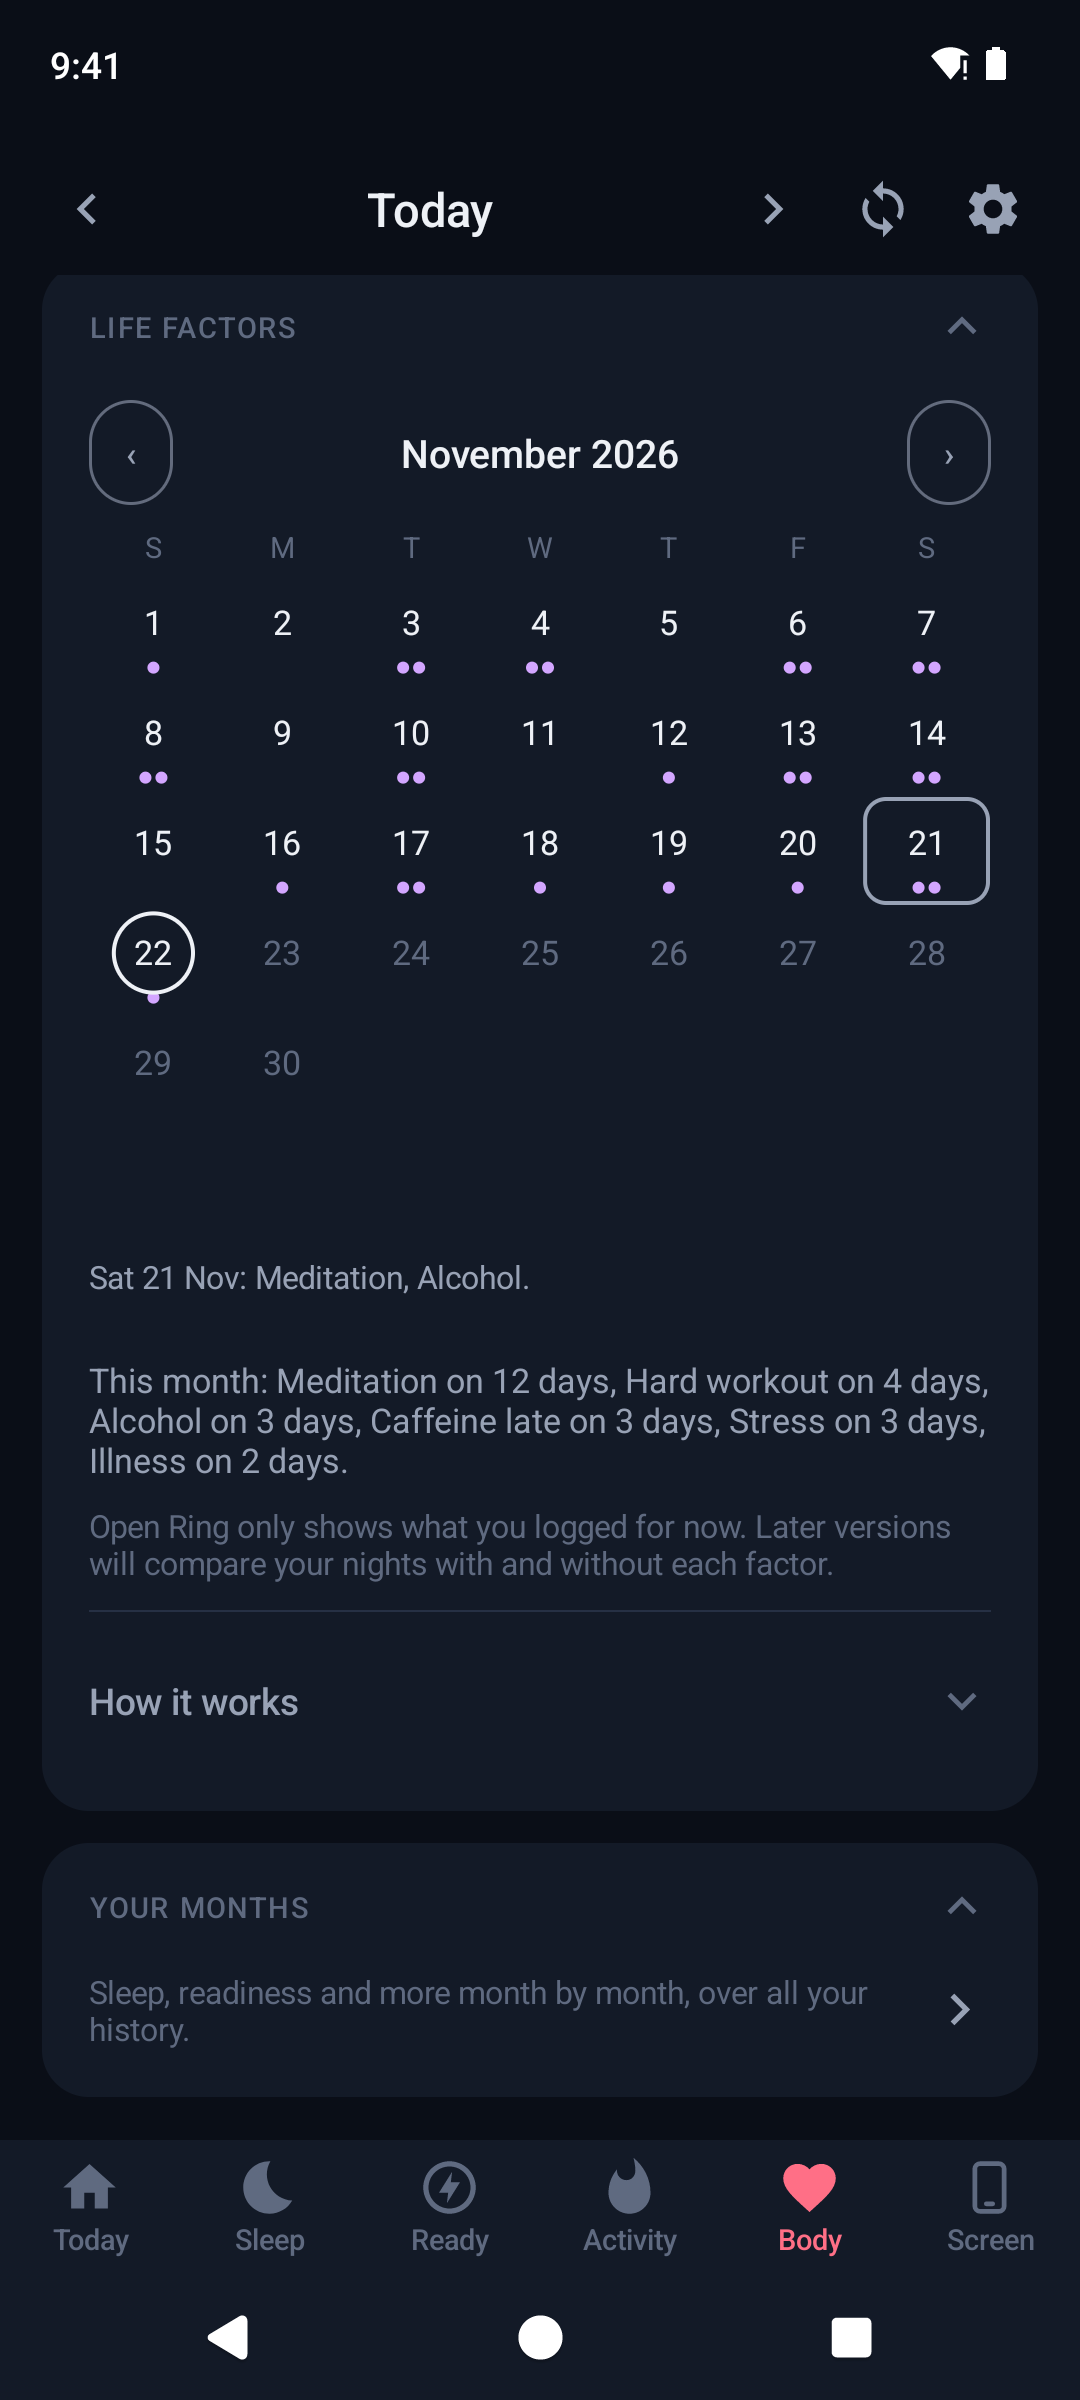 9:41
Today
LIFE FACTORS
‹ November 2026 ›
S M T W T F S
1 2 3 4 5 6 7
8 9 10 11 12 13 14
15 16 17 18 19 20 21
22 23 24 25 26 27 28
29 30
Sat 21 Nov: Meditation, Alcohol.
This month: Meditation on 12 days, Hard workout on 4 days,
Alcohol on 3 days, Caffeine late on 3 days, Stress on 3 days,
Illness on 2 days.
Open Ring only shows what you logged for now. Later versions
will compare your nights with and without each factor.
How it works
YOUR MONTHS
Sleep, readiness and more month by month, over all your
history.
Today Sleep Ready Activity Body Screen